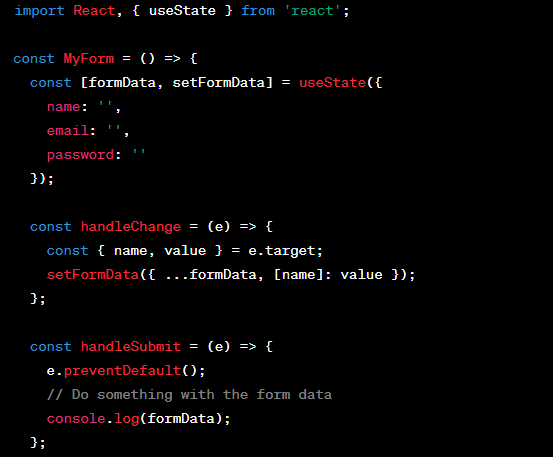 import React, { useState } from 'react';
const MyForm = () => {
const [formData, setFormData] = useState({
name: '',
email: '',
password: ''
});
const handleChange = (e) => {
const { name, value } = e.target;
setFormData({ ...formData, [name]: value });
};
const handleSubmit = (e) => {
e.preventDefault();
// Do something with the form data
console.log(formData);
};